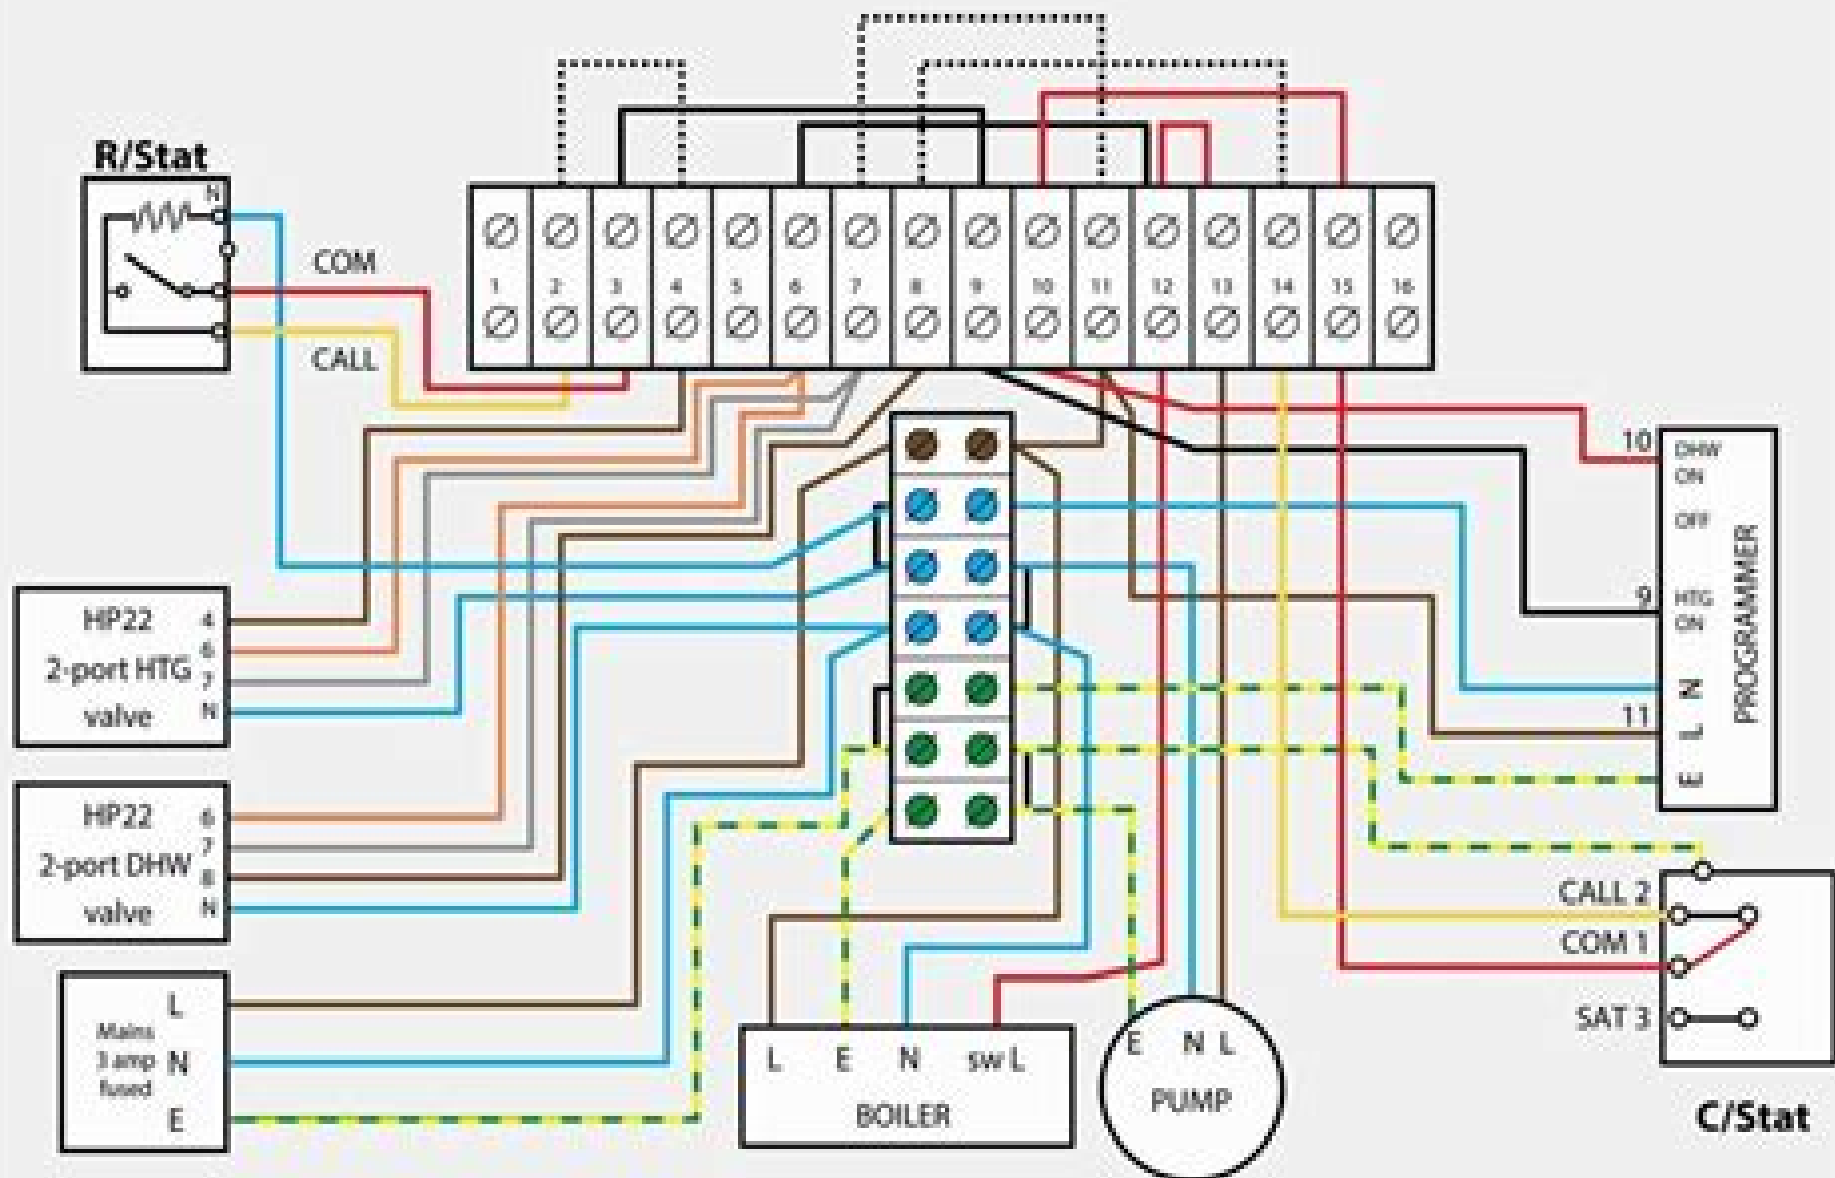 R/Stat
N
COM
CALL
1 2 3 4 5 6 7 8 9 10 11 12 13 14 15 16
HP22
2-port HTG
valve
4
6
7
N
HP22
2-port DHW
valve
6
7
8
N
Mains
3 amp
fused
L
N
E
L E N sw L
BOILER
E N L
PUMP
10
9
11
DHW
ON
OFF
HTG
ON
N
L
E
PROGRAMMER
CALL 2
COM 1
SAT 3
C/Stat